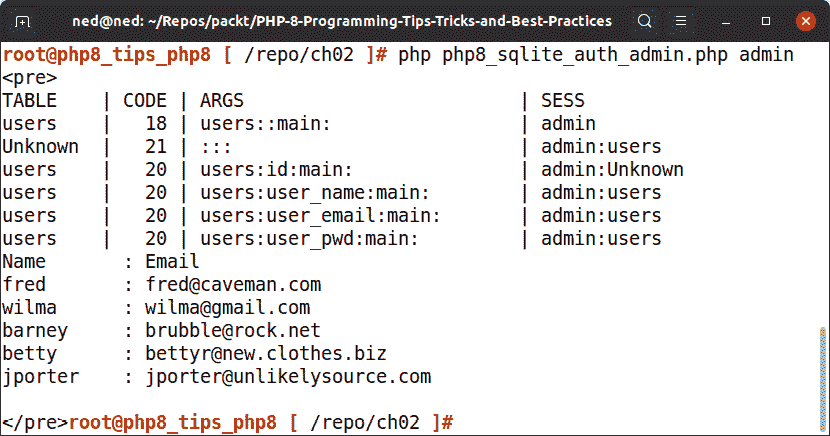 ned@ned: ~/Repos/packt/PHP-8-Programming-Tips-Tricks-and-Best-Practices
root@php8_tips_php8 [ /repo/ch02 ]# php php8_sqlite_auth_admin.php admin
<pre>
TABLE    | CODE | ARGS                         | SESS
users    |   18 | users::main:                 | admin
Unknown  |   21 | :::                          | admin:users
users    |   20 | users:id:main:               | admin:Unknown
users    |   20 | users:user_name:main:        | admin:users
users    |   20 | users:user_email:main:       | admin:users
users    |   20 | users:user_pwd:main:         | admin:users
Name       : Email
fred       : fred@caveman.com
wilma      : wilma@gmail.com
barney     : brubble@rock.net
betty      : bettyr@new.clothes.biz
jporter    : jporter@unlikelysource.com
</pre>root@php8_tips_php8 [ /repo/ch02 ]#